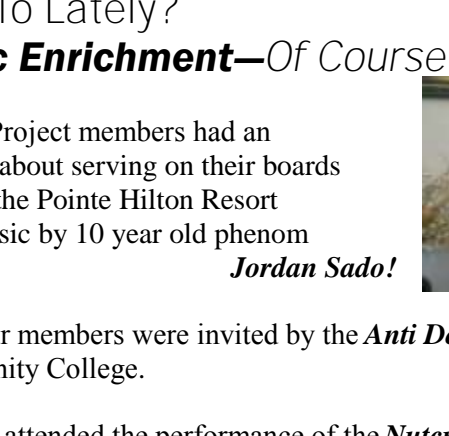 To Lately?
c Enrichment—Of Course
Project members had an
about serving on their boards
the Pointe Hilton Resort
sic by 10 year old phenom
Jordan Sado!
r members were invited by the Anti De
nity College.
attended the performance of the